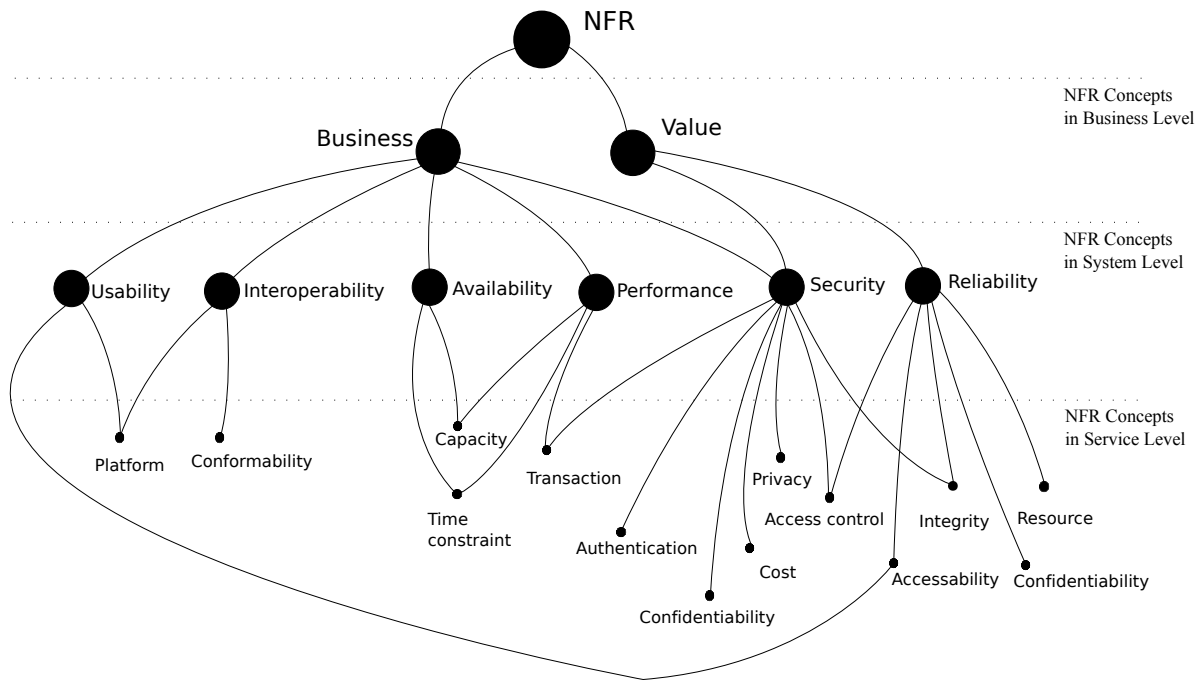 NFR
NFR Concepts
in Business Level
Business
Value
NFR Concepts
in System Level
Usability
Interoperability
Availability
Performance
Security
Reliability
NFR Concepts
in Service Level
Platform
Conformability
Capacity
Transaction
Time
constraint
Privacy
Access control
Integrity
Resource
Authentication
Cost
Accessability
Confidentiability
Confidentiability